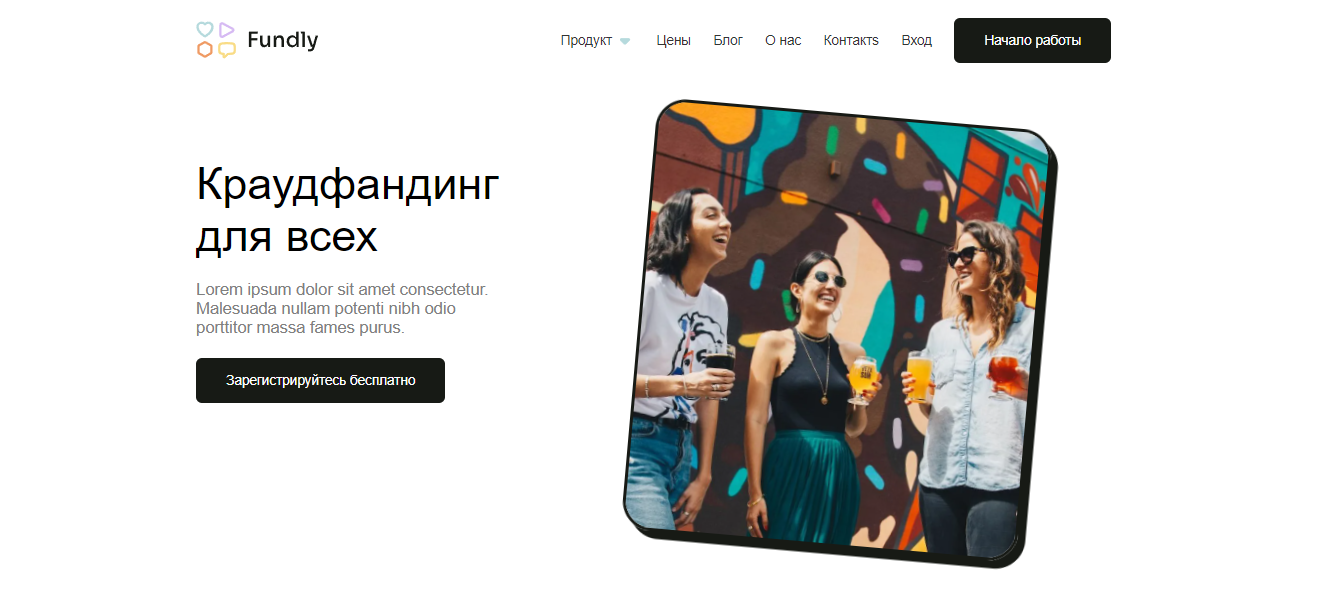 Fundly
Продукт Цены Блог О нас Контактs Вход Начало работы
Краудфандинг
для всех
Lorem ipsum dolor sit amet consectetur.
Malesuada nullam potenti nibh odio
porttitor massa fames purus.
Зарегистрируйтесь бесплатно